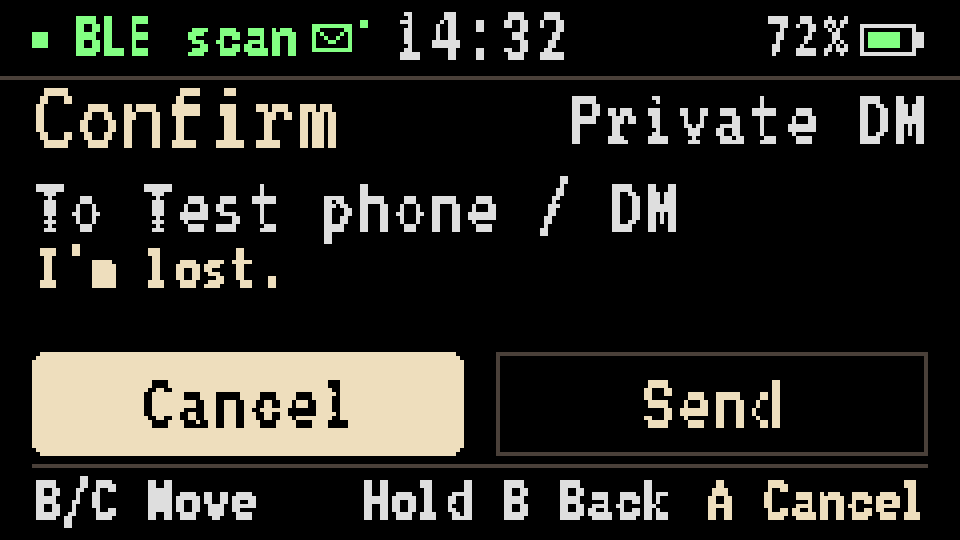 BLE scan 14:32 72%
Confirm Private DM
To Test phone / DM
I'm lost.
Cancel Send
B/C Move Hold B Back A Cancel